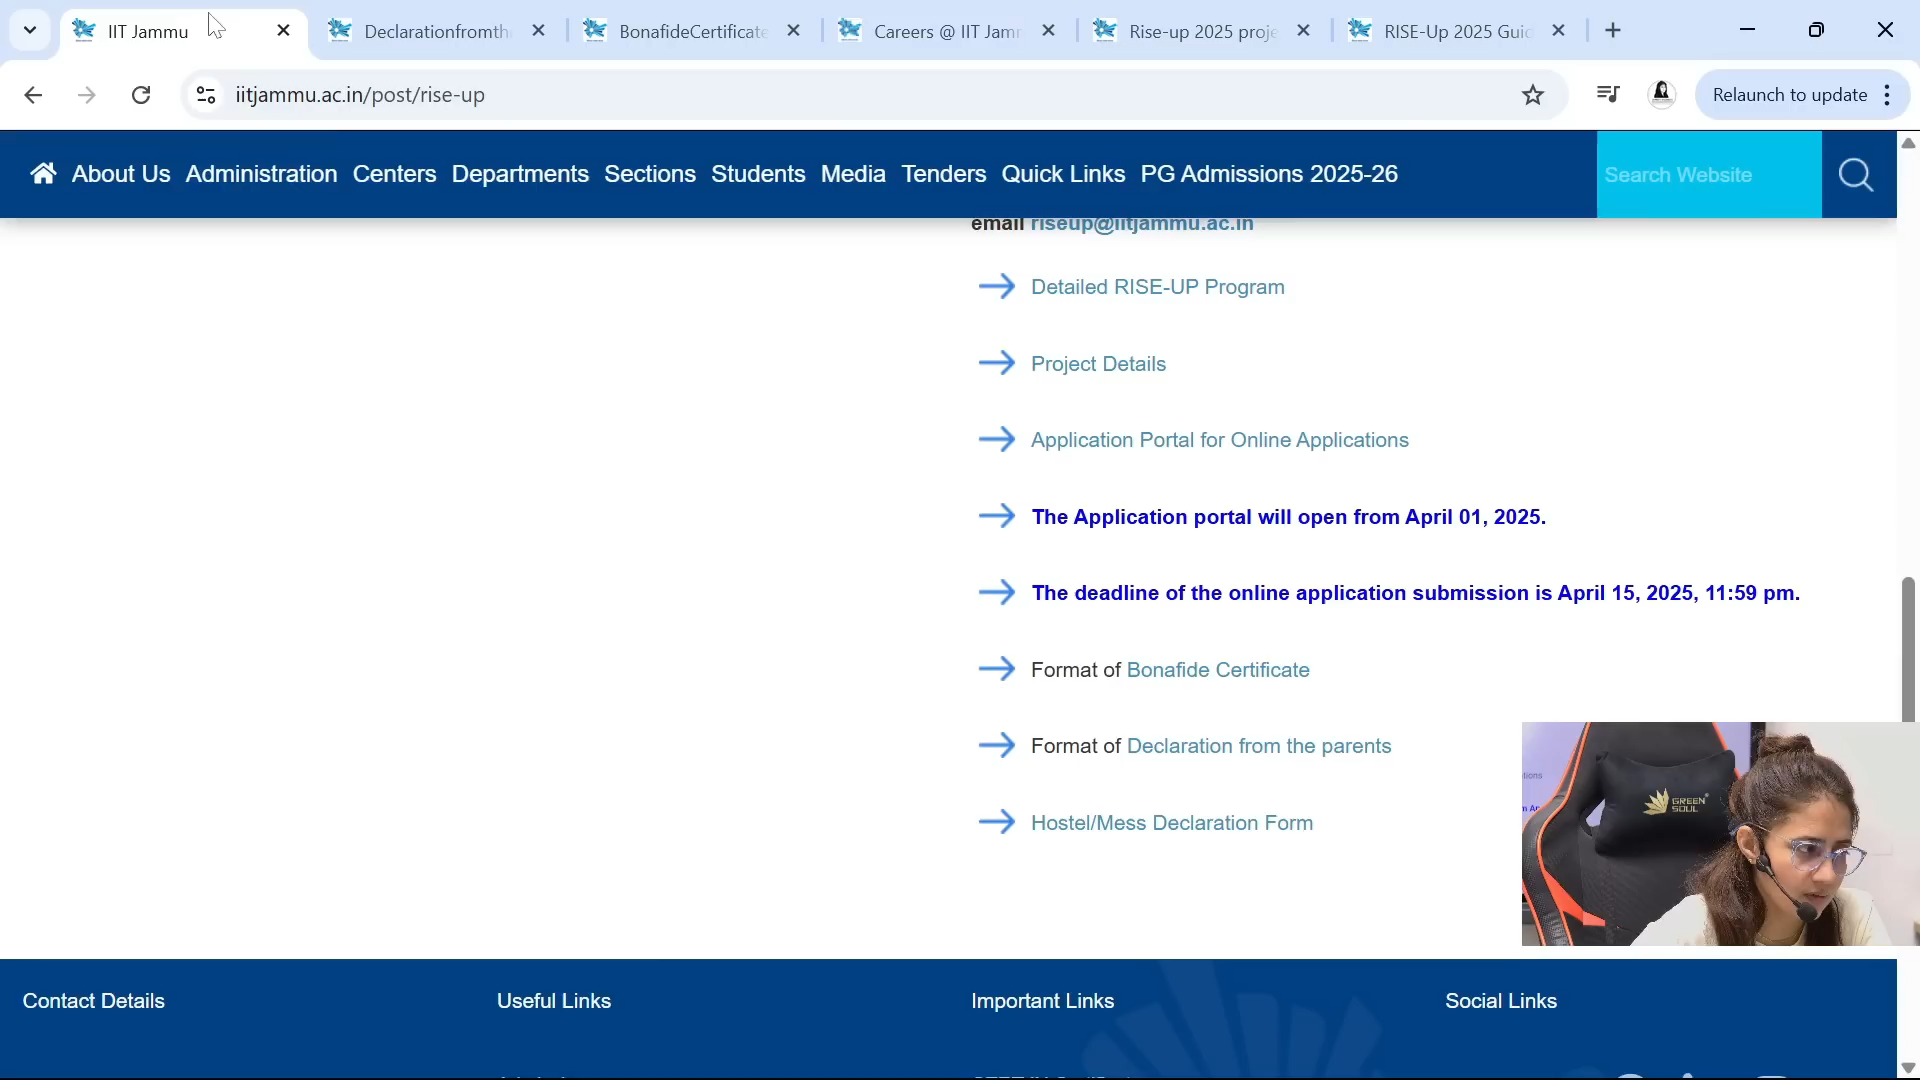 IIT Jammu
Declarationfromth
BonafideCertificate
Careers @ IIT Jam
Rise-up 2025 proje
RISE-Up 2025 Guid
iitjammu.ac.in/post/rise-up
Relaunch to update
About Us Administration Centers Departments Sections Students Media Tenders Quick Links PG Admissions 2025-26
Search Website
email riseup@iitjammu.ac.in
Detailed RISE-UP Program
Project Details
Application Portal for Online Applications
The Application portal will open from April 01, 2025.
The deadline of the online application submission is April 15, 2025, 11:59 pm.
Format of Bonafide Certificate
Format of Declaration from the parents
Hostel/Mess Declaration Form
GREEN
SOUL
Contact Details
Useful Links
Important Links
Social Links